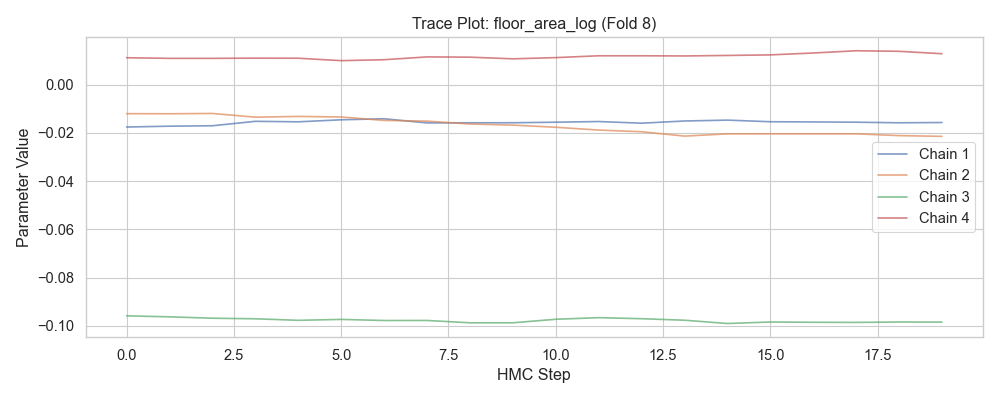 Trace Plot: floor_area_log (Fold 8)
Parameter Value
0.00
−0.02
−0.04
−0.06
−0.08
−0.10
Chain 1
Chain 2
Chain 3
Chain 4
0.0 2.5 5.0 7.5 10.0 12.5 15.0 17.5
HMC Step